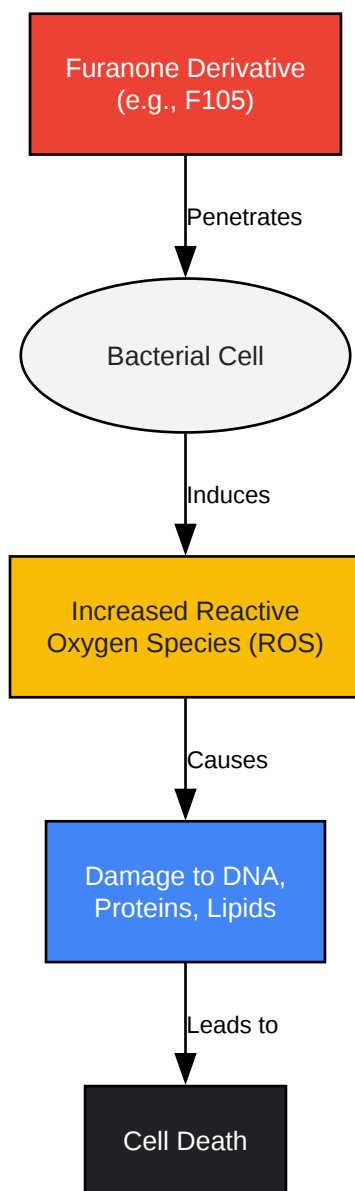 Furanone Derivative
(e.g., F105)
Penetrates
Bacterial Cell
Induces
Increased Reactive
Oxygen Species (ROS)
Causes
Damage to DNA,
Proteins, Lipids
Leads to
Cell Death